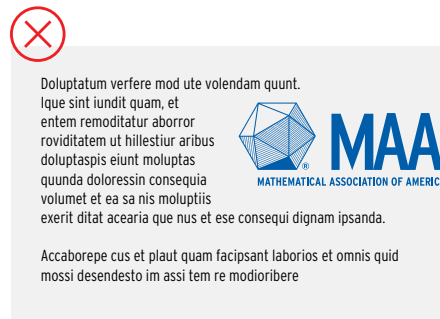 Doluptatum verfere mod ute volendam qunt.
Ique sint iundit quam, et
entem remoditatur aborror
roviditatem ut hillestiur aribus
doluptaspis eiunt moluptas
qunda doloressin consequia
volumet et ea sa nis moluptiis
exerit ditat acearia que nus et ese consequi dignam ipsanda.
MAA
®
MATHEMATICAL ASSOCIATION OF AMERIC
Accaborepe cus et plaut quam facipsant laborios et omnis quid
mossi desendesto im assi tem re modioribere